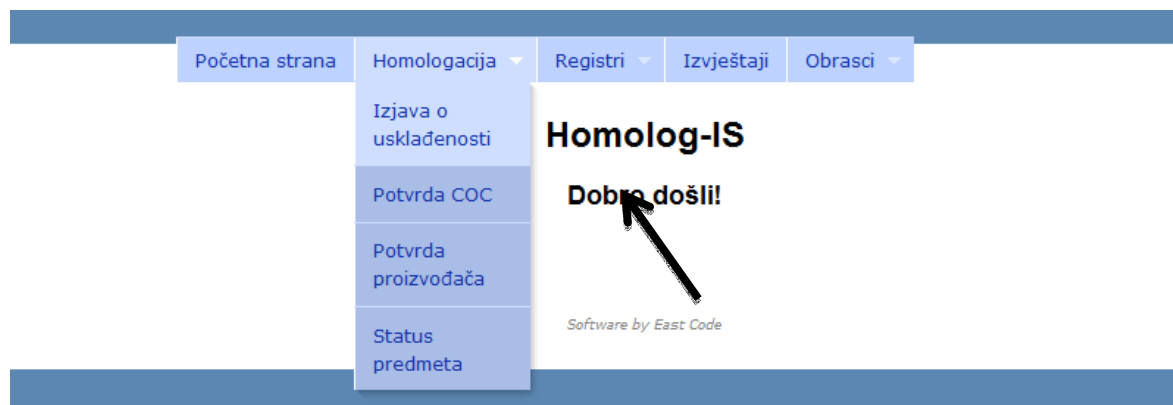 Početna strana Homologacija Registri Izvještaji Obrasci
Izjava o
usklađenosti
Potvrda COC
Potvrda
proizvođača
Status
predmeta
Homolog-IS
Dobro došli!
Software by East Code